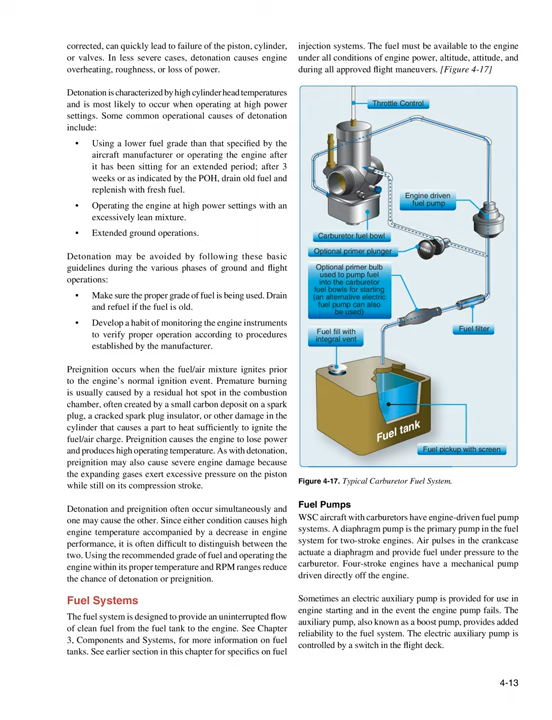 corrected, can quickly lead to failure of the piston, cylinder,
or valves. In less severe cases, detonation causes engine
overheating, roughness, or loss of power.
Detonation is characterized by high cylinder head temperatures
and is most likely to occur when operating at high power
settings. Some common operational causes of detonation
include:
• Using a lower fuel grade than that specified by the
aircraft manufacturer or operating the engine after
it has been sitting for an extended period; after 3
weeks or as indicated by the POH, drain old fuel and
replenish with fresh fuel.
• Operating the engine at high power settings with an
excessively lean mixture.
• Extended ground operations.
Detonation may be avoided by following these basic
guidelines during the various phases of ground and flight
operations:
• Make sure the proper grade of fuel is being used. Drain
and refuel if the fuel is old.
• Develop a habit of monitoring the engine instruments
to verify proper operation according to procedures
established by the manufacturer.
Preignition occurs when the fuel/air mixture ignites prior
to the engine's normal ignition event. Premature burning
is usually caused by a residual hot spot in the combustion
chamber, often created by a small carbon deposit on a spark
plug, a cracked spark plug insulator, or other damage in the
cylinder that causes a part to heat sufficiently to ignite the
fuel/air charge. Preignition causes the engine to lose power
and produces high operating temperature. As with detonation,
preignition may also cause severe engine damage because
the expanding gases exert excessive pressure on the piston
while still on its compression stroke.
Detonation and preignition often occur simultaneously and
one may cause the other. Since either condition causes high
engine temperature accompanied by a decrease in engine
performance, it is often difficult to distinguish between the
two. Using the recommended grade of fuel and operating the
engine within its proper temperature and RPM ranges reduce
the chance of detonation or preignition.
Fuel Systems
The fuel system is designed to provide an uninterrupted flow
of clean fuel from the fuel tank to the engine. See Chapter
3, Components and Systems, for more information on fuel
tanks. See earlier section in this chapter for specifics on fuel
injection systems. The fuel must be available to the engine
under all conditions of engine power, altitude, attitude, and
during all approved flight maneuvers. [Figure 4-17]
Throttle Control
Engine driven
fuel pump
Carburetor fuel bowl
Optional primer plunger
Optional primer bulb
used to pump fuel
into the carburetor
fuel bowls for starting
(an alternative electric
fuel pump can also
be used)
Fuel filter
Fuel fill with
integral vent
Fuel tank
Fuel pickup with screen
Figure 4-17. Typical Carburetor Fuel System.
Fuel Pumps
WSC aircraft with carburetors have engine-driven fuel pump
systems. A diaphragm pump is the primary pump in the fuel
system for two-stroke engines. Air pulses in the crankcase
actuate a diaphragm and provide fuel under pressure to the
carburetor. Four-stroke engines have a mechanical pump
driven directly off the engine.
Sometimes an electric auxiliary pump is provided for use in
engine starting and in the event the engine pump fails. The
auxiliary pump, also known as a boost pump, provides added
reliability to the fuel system. The electric auxiliary pump is
controlled by a switch in the flight deck.
4-13